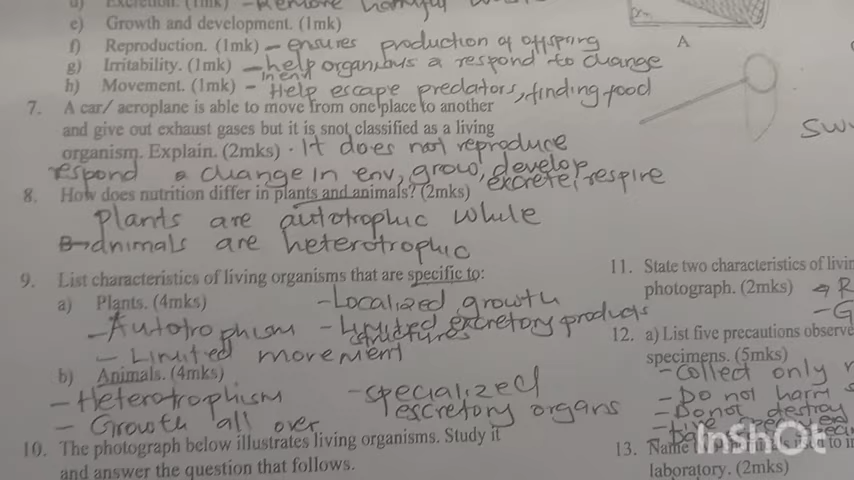 d) Excretion. (1mk) - Remove harmful
e) Growth and development. (1mk)
f) Reproduction. (1mk) - ensures production of offspring
g) Irritability. (1mk) - help organisms a respond to change
in env
h) Movement. (1mk) - Help escape predators, finding food
7. A car/ aeroplane is able to move from one place to another
and give out exhaust gases but it is snot classified as a living
organism. Explain. (2mks) . It does not reproduce
respond a change in env, grow, develop
excrete, respire
8. How does nutrition differ in plants and animals? (2mks)
plants are autotrophic while
animals are heterotrophic
9. List characteristics of living organisms that are specific to:
a) Plants. (4mks) - Localized growth
- Autotrophism - Limited excretory products
structures
- Limited movement
b) Animals. (4mks)
- Heterotrophism - specialized
excretory organs
- Growth all over
10. The photograph below illustrates living organisms. Study it
and answer the question that follows.
A
SW
11. State two characteristics of livin
photograph. (2mks) → R
- G
12. a) List five precautions observe
specimens. (5mks)
- collect only
- Do not harm s
- Do not destroy
13. Name
laboratory. (2mks)
InShOt